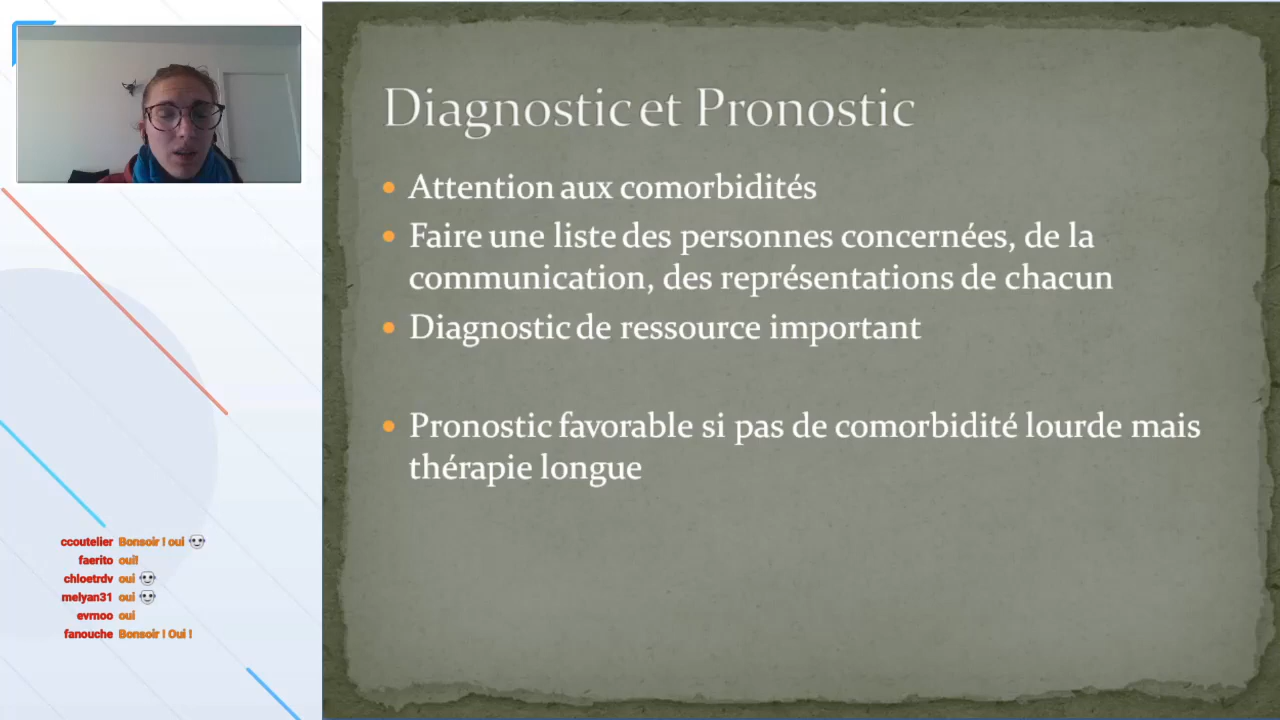 Diagnostic et Pronostic
• Attention aux comorbidités
• Faire une liste des personnes concernées, de la
communication, des représentations de chacun
• Diagnostic de ressource important
• Pronostic favorable si pas de comorbidité lourde mais
thérapie longue
ccoutelier Bonsoir ! oui
faerito oui!
chloetrdv oui
melyan31 oui
evrnoo oui
fanouche Bonsoir ! Oui !